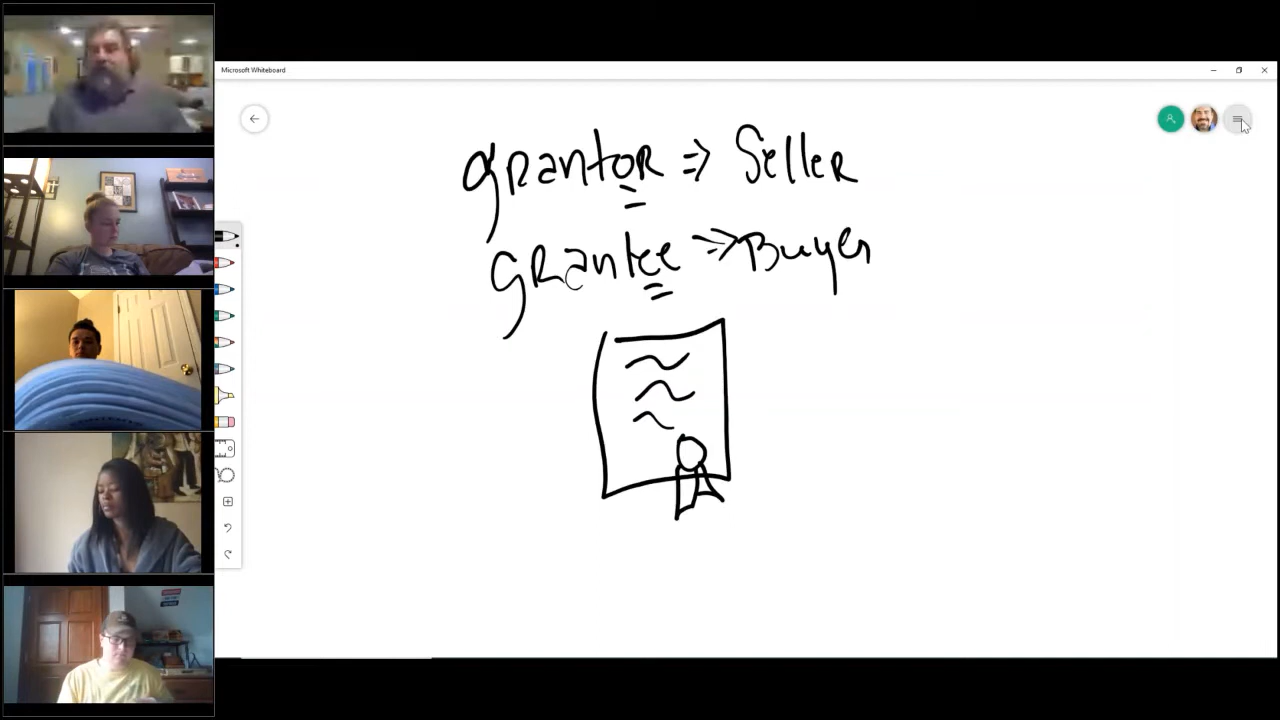 Microsoft Whiteboard
grantor => Seller
grantee => Buyer